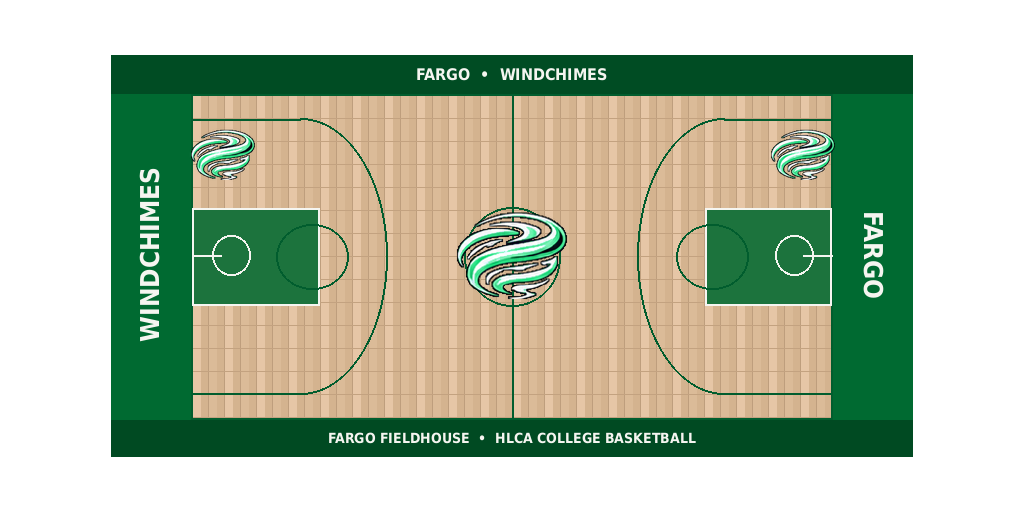 FARGO • WINDCHIMES
WINDCHIMES
FARGO
FARGO FIELDHOUSE • HLCA COLLEGE BASKETBALL